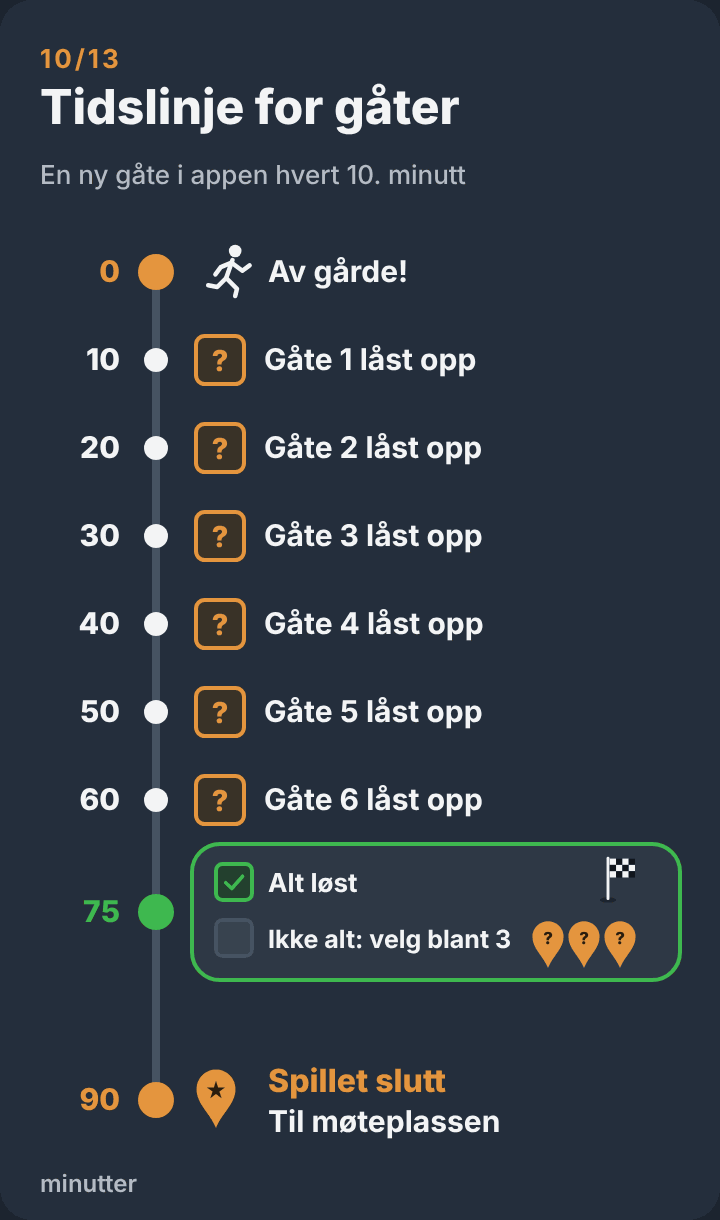 10/13
Tidslinje for gåter
En ny gåte i appen hvert 10. minutt
0 Av gårde!
10 ? Gåte 1 låst opp
20 ? Gåte 2 låst opp
30 ? Gåte 3 låst opp
40 ? Gåte 4 låst opp
50 ? Gåte 5 låst opp
60 ? Gåte 6 låst opp
75 Alt løst
Ikke alt: velg blant 3 ? ? ?
90 Spillet slutt
Til møteplassen
minutter